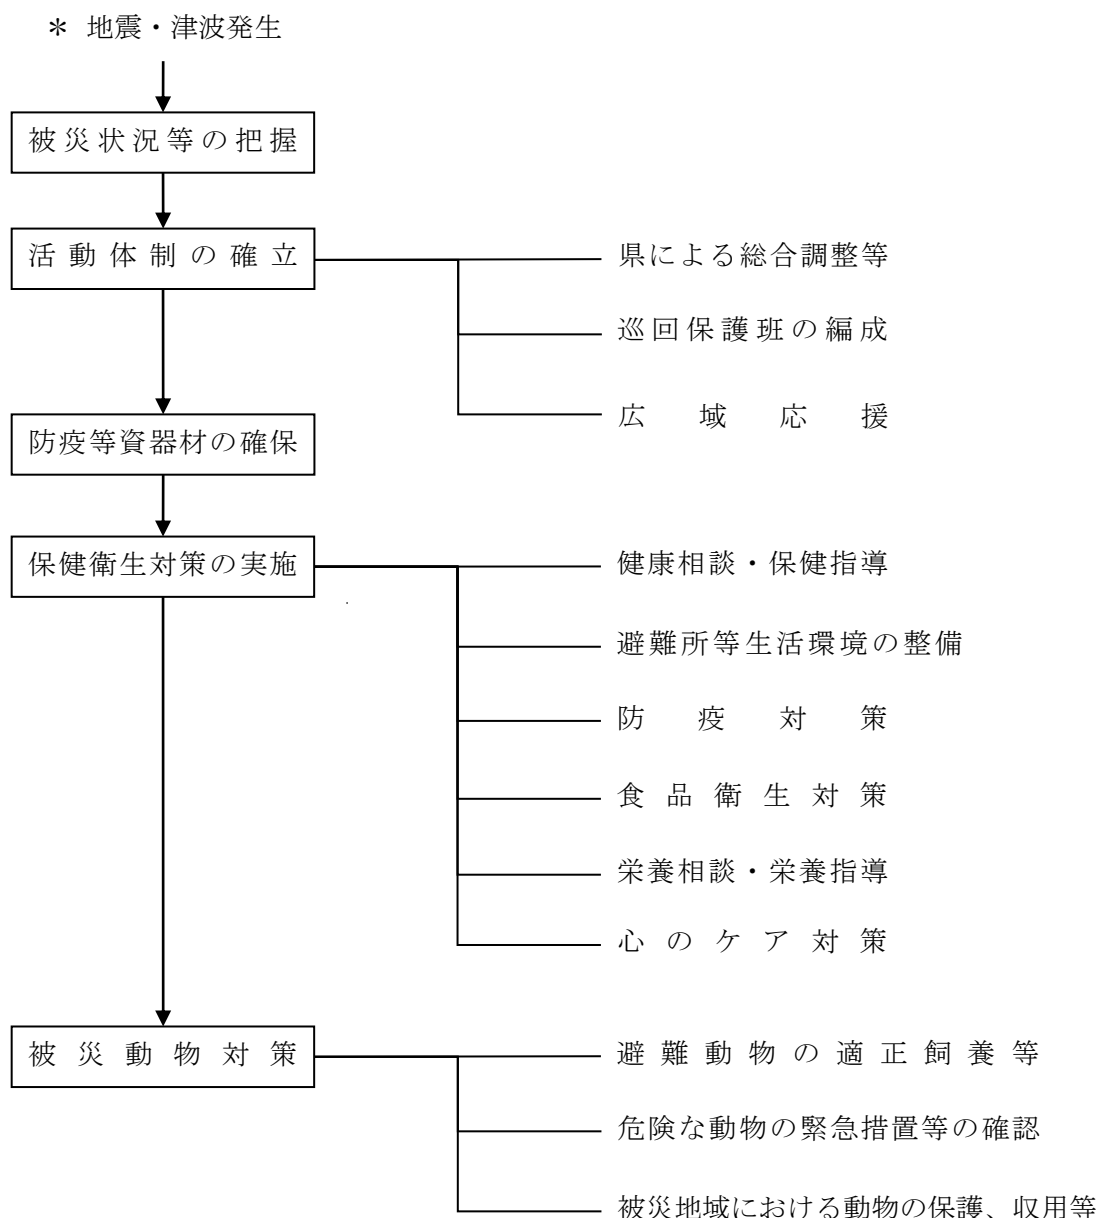 ＊ 地震・津波発生
被災状況等の把握
活動体制の確立
県による総合調整等
巡回保護班の編成
広域応援
防疫等資器材の確保
保健衛生対策の実施
健康相談・保健指導
避難所等生活環境の整備
防疫対策
食品衛生対策
栄養相談・栄養指導
心のケア対策
被災動物対策
避難動物の適正飼養等
危険な動物の緊急措置等の確認
被災地域における動物の保護、収用等